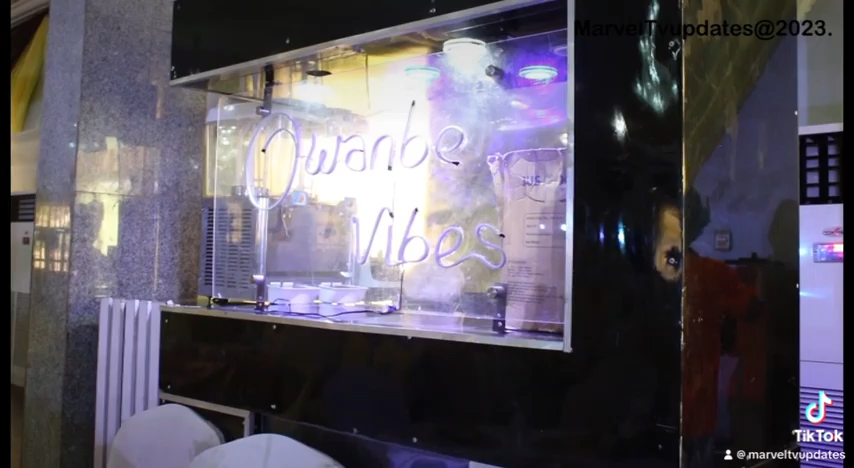 MarvelTvupdates@2023.
Owanbe
Vibes
TikTok
@marveltvupdates